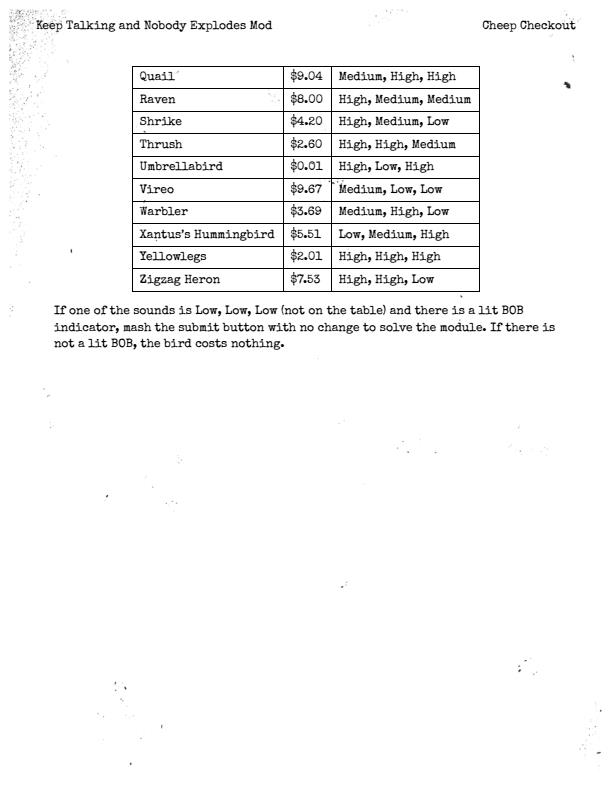 Keep Talking and Nobody Explodes Mod Cheep Checkout
Quail $9.04 Medium, High, High
Raven $8.00 High, Medium, Medium
Shrike $4.20 High, Medium, Low
Thrush $2.60 High, High, Medium
Umbrellabird $0.01 High, Low, High
Vireo $9.67 Medium, Low, Low
Warbler $3.69 Medium, High, Low
Xantus's Hummingbird $5.51 Low, Medium, High
Yellowlegs $2.01 High, High, High
Zigzag Heron $7.53 High, High, Low
If one of the sounds is Low, Low, Low (not on the table) and there is a lit BOB
indicator, mash the submit button with no change to solve the module. If there is
not a lit BOB, the bird costs nothing.